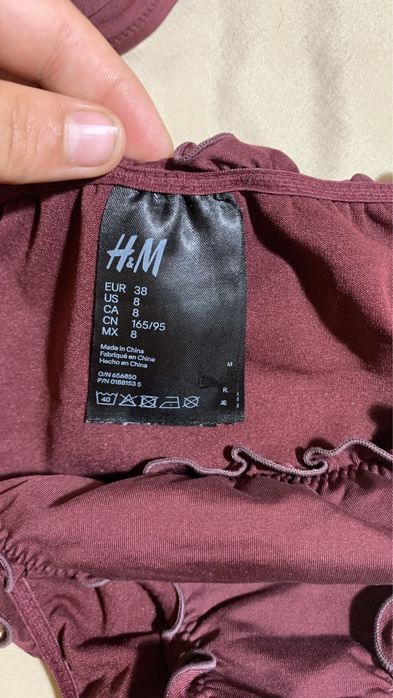 H&M
EUR 38
US 8
CA 8
CN 165/95
MX 8
Made in China
Fabriqué en Chine
Hecho en China
O/N 656850
P/N 0188153 5
40
M
R.